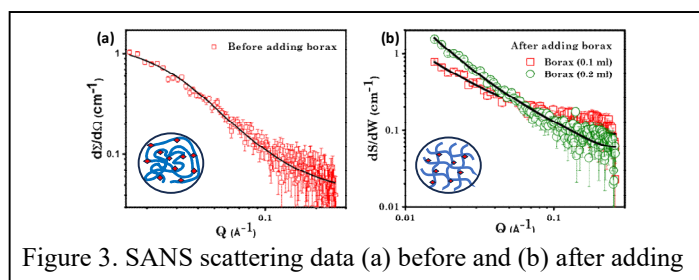 (a)
Before adding borax
1
0.1
dΣ/dΩ (cm⁻¹)
0.1
Q (Å⁻¹)
(b)
After adding borax
Borax (0.1 ml)
Borax (0.2 ml)
1
0.1
0.01
dS/dW (cm⁻¹)
0.01
0.1
Q (Å⁻¹)
Figure 3. SANS scattering data (a) before and (b) after adding